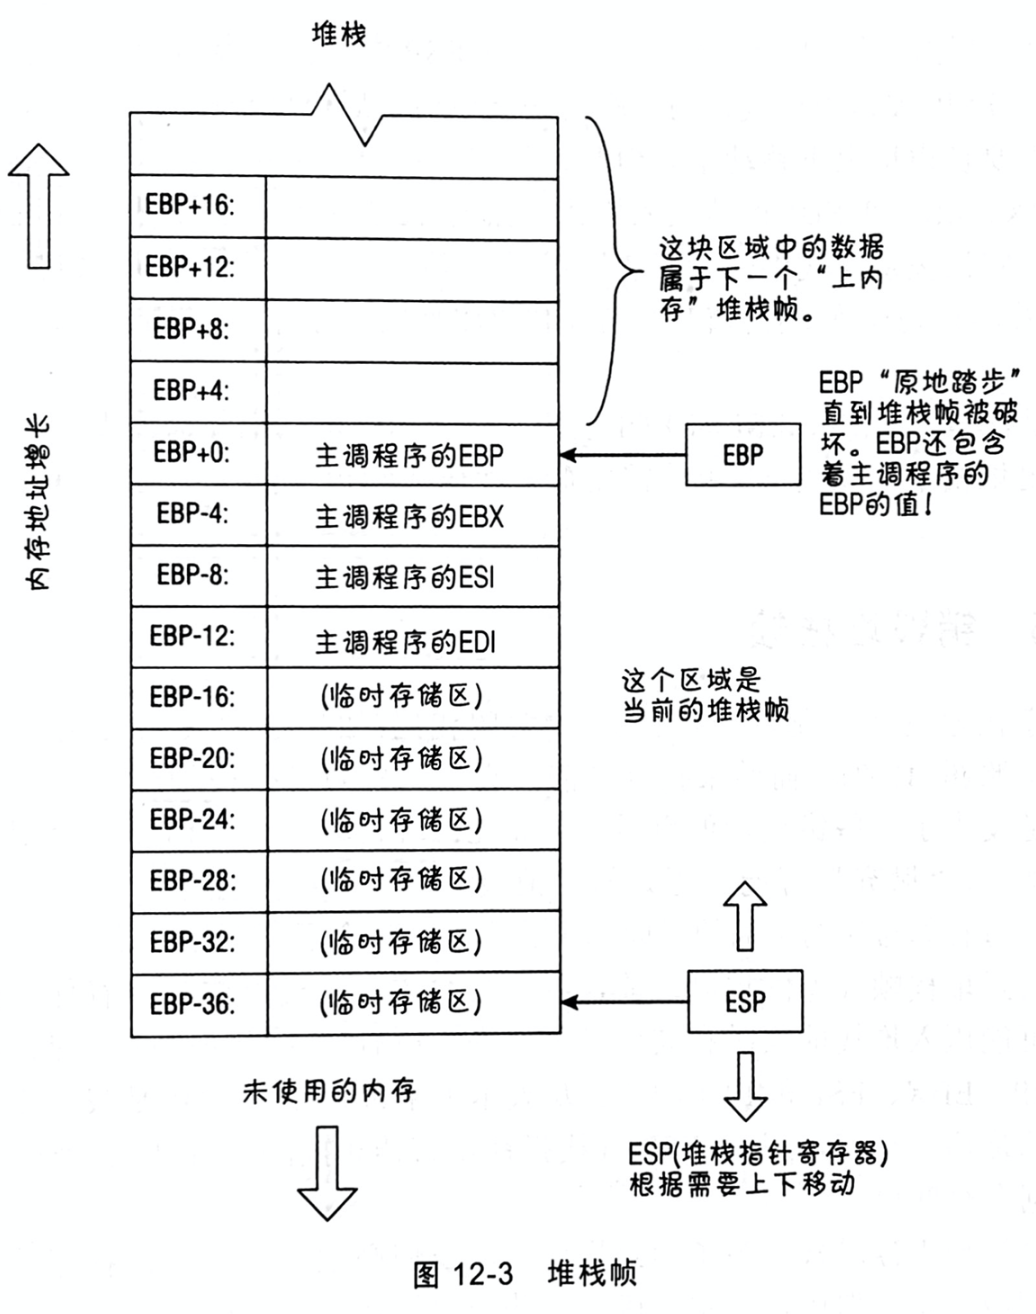 堆栈
EBP+16:
EBP+12:
EBP+8:
EBP+4:
EBP+0: 主调程序的EBP
EBP-4: 主调程序的EBX
EBP-8: 主调程序的ESI
EBP-12: 主调程序的EDI
EBP-16: (临时存储区)
EBP-20: (临时存储区)
EBP-24: (临时存储区)
EBP-28: (临时存储区)
EBP-32: (临时存储区)
EBP-36: (临时存储区)
内存地址增长
这块区域中的数据
属于下一个“上内
存”堆栈帧。
EBP
EBP“原地踏步”
直到堆栈帧被破
坏。EBP还包含
着主调程序的
EBP的值!
这个区域是
当前的堆栈帧
ESP
ESP(堆栈指针寄存器)
根据需要上下移动
未使用的内存
图 12-3 堆栈帧